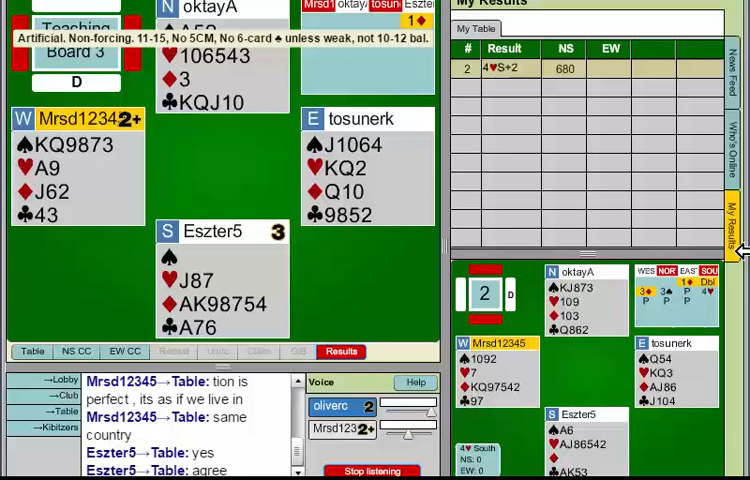 N oktayA
Mrsd1 oktay/ tosun Eszter
1♦
Teaching
Artificial. Non-forcing. 11-15, No 5CM, No 6-card ♣ unless weak, not 10-12 bal.
Board 3
♥106543
D
♦3
♣KQJ10
W Mrsd1234 2+
♠KQ9873
♥A9
♦J62
♣43
E tosunerk
♠J1064
♥KQ2
♦Q10
♣9852
S Eszter5 3
♠
♥J87
♦AK98754
♣A76
Table NS CC EW CC Undo Claim GIB Results
→Lobby
→Club
→Table
→Kibitzers
Mrsd12345→Table: tion is
perfect , its as if we live in
Mrsd12345→Table: same
country
Eszter5→Table: yes
Eszter5→Table: agree
Voice Help
oliverc 2
Mrsd123 2+
Stop listening
My Results
My Table
# Result NS EW
2 4♥S+2 680
News Feed
Who's Online
My Results
2 D
N oktayA
♠KJ873
♥109
♦103
♣Q862
WES NOR EAS SOU
1♦ Dbl
3♦ 3♠ P 4♥
P P P
W Mrsd12345
♠1092
♥7
♦KQ97542
♣97
E tosunerk
♠Q54
♥KQ3
♦AJ86
♣J104
S Eszter5
♠A6
♥AJ86542
♦
♣AK53
4♥ South
NS: 0
EW: 0